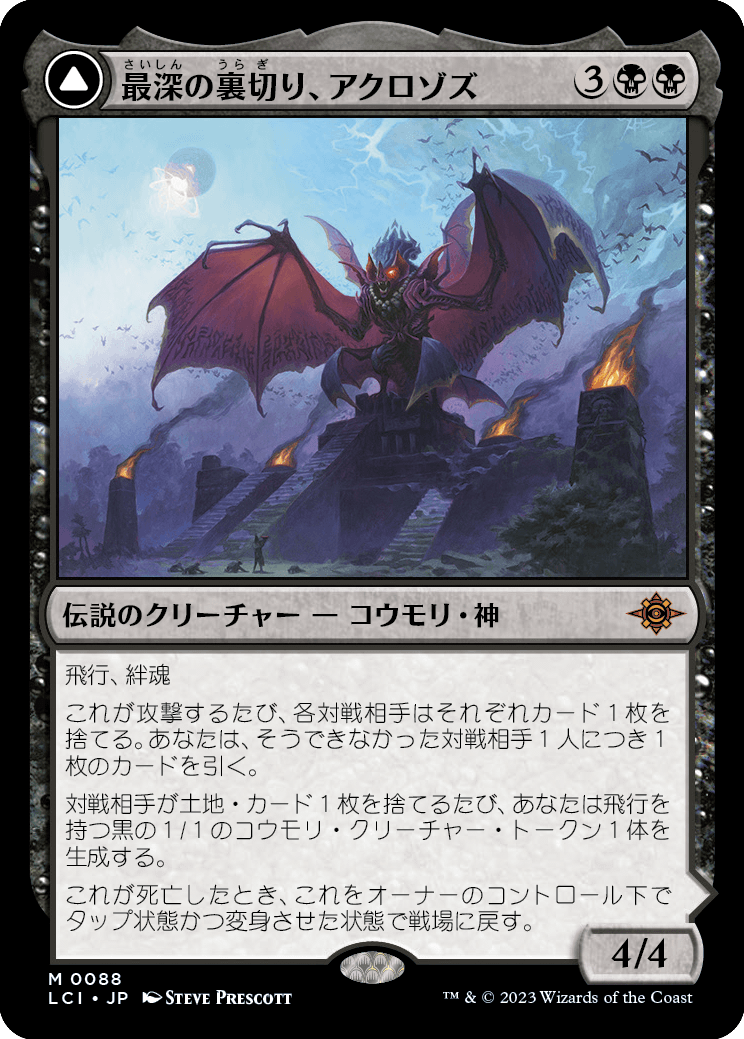 さいしん うらぎ
最深の裏切り、アクロゾズ 3
伝説のクリーチャー — コウモリ・神
飛行、絆魂
これが攻撃するたび、各対戦相手はそれぞれカード1枚を
捨てる。あなたは、そうできなかった対戦相手1人につき1
枚のカードを引く。
対戦相手が土地・カード1枚を捨てるたび、あなたは飛行を
持つ黒の1/1のコウモリ・クリーチャー・トークン1体を
生成する。
これが死亡したとき、これをオーナーのコントロール下で
タップ状態かつ変身させた状態で戦場に戻す。
4/4
M 0088
LCI • JP Steve Prescott
™ & © 2023 Wizards of the Coast